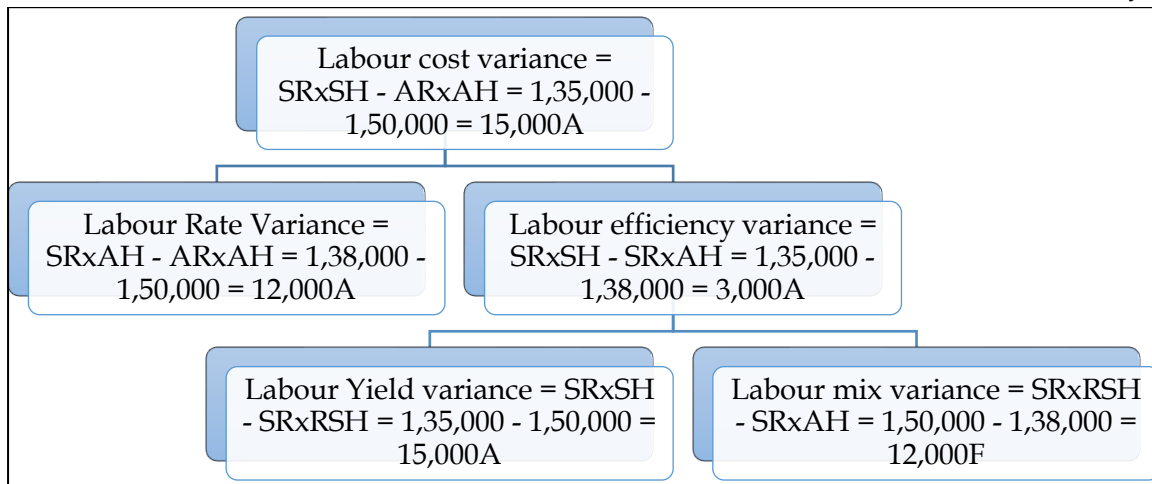 Labour cost variance =
SRxSH - ARxAH = 1,35,000 -
1,50,000 = 15,000A
Labour Rate Variance =
SRxAH - ARxAH = 1,38,000 -
1,50,000 = 12,000A
Labour efficiency variance =
SRxSH - SRxAH = 1,35,000 -
1,38,000 = 3,000A
Labour Yield variance = SRxSH
- SRxRSH = 1,35,000 - 1,50,000 =
15,000A
Labour mix variance = SRxRSH
- SRxAH = 1,50,000 - 1,38,000 =
12,000F